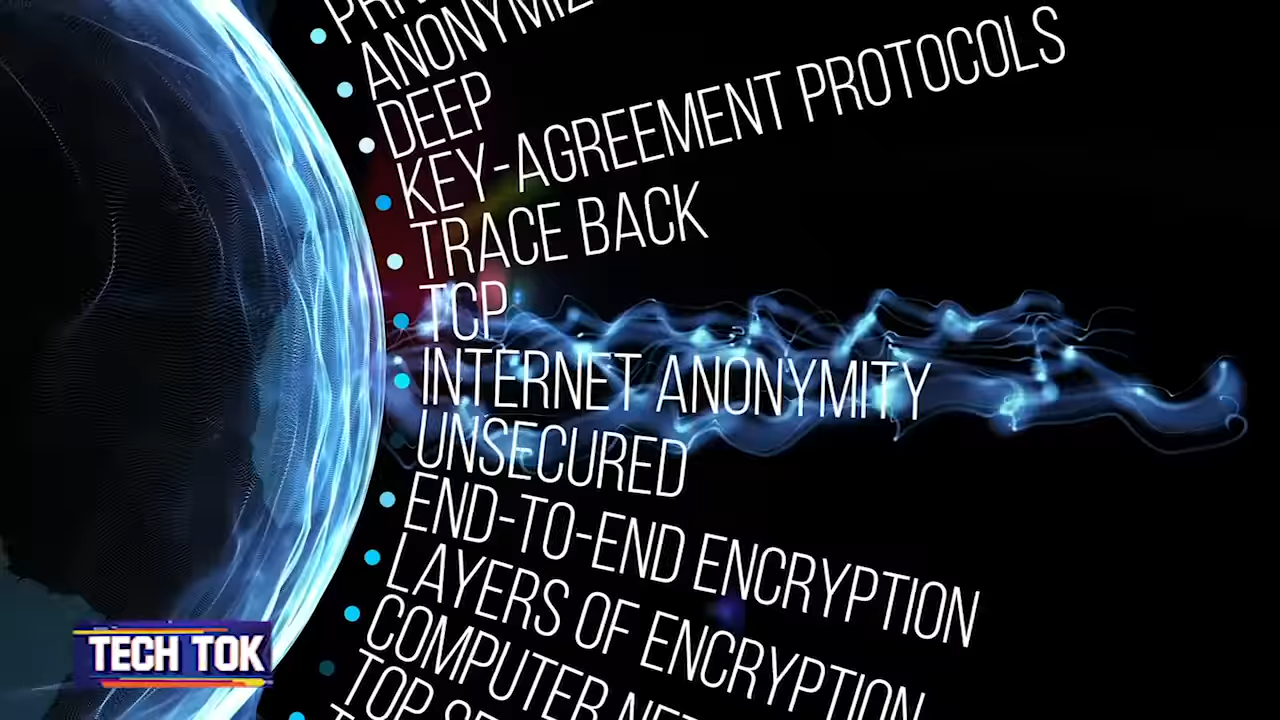 DEEP
KEY-AGREEMENT PROTOCOLS
TRACE BACK
TCP
INTERNET ANONYMITY
UNSECURED
END-TO-END ENCRYPTION
LAYERS OF ENCRYPTION
COMPUTER
TOP
TECH TOK